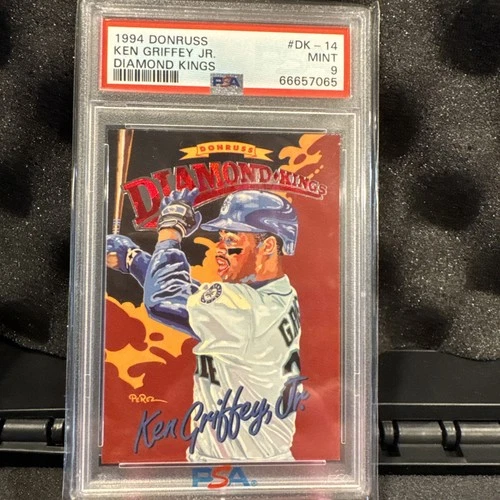 1994 DONRUSS #DK-14
KEN GRIFFEY JR. MINT
DIAMOND KINGS 9
PSA 66657065
DONRUSS
DIAMOND KINGS
Ken Griffey, Jr.
PSA